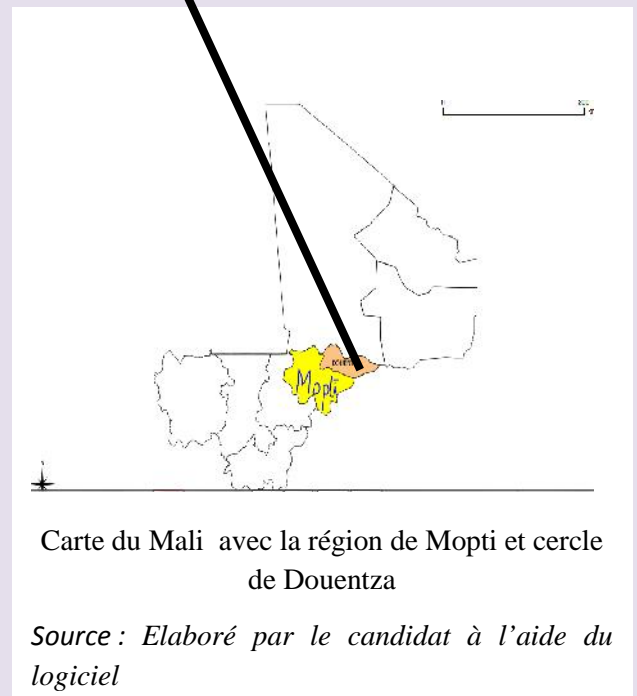 Mopti
Carte du Mali avec la région de Mopti et cercle
de Douentza
Source : Elaboré par le candidat à l’aide du
logiciel